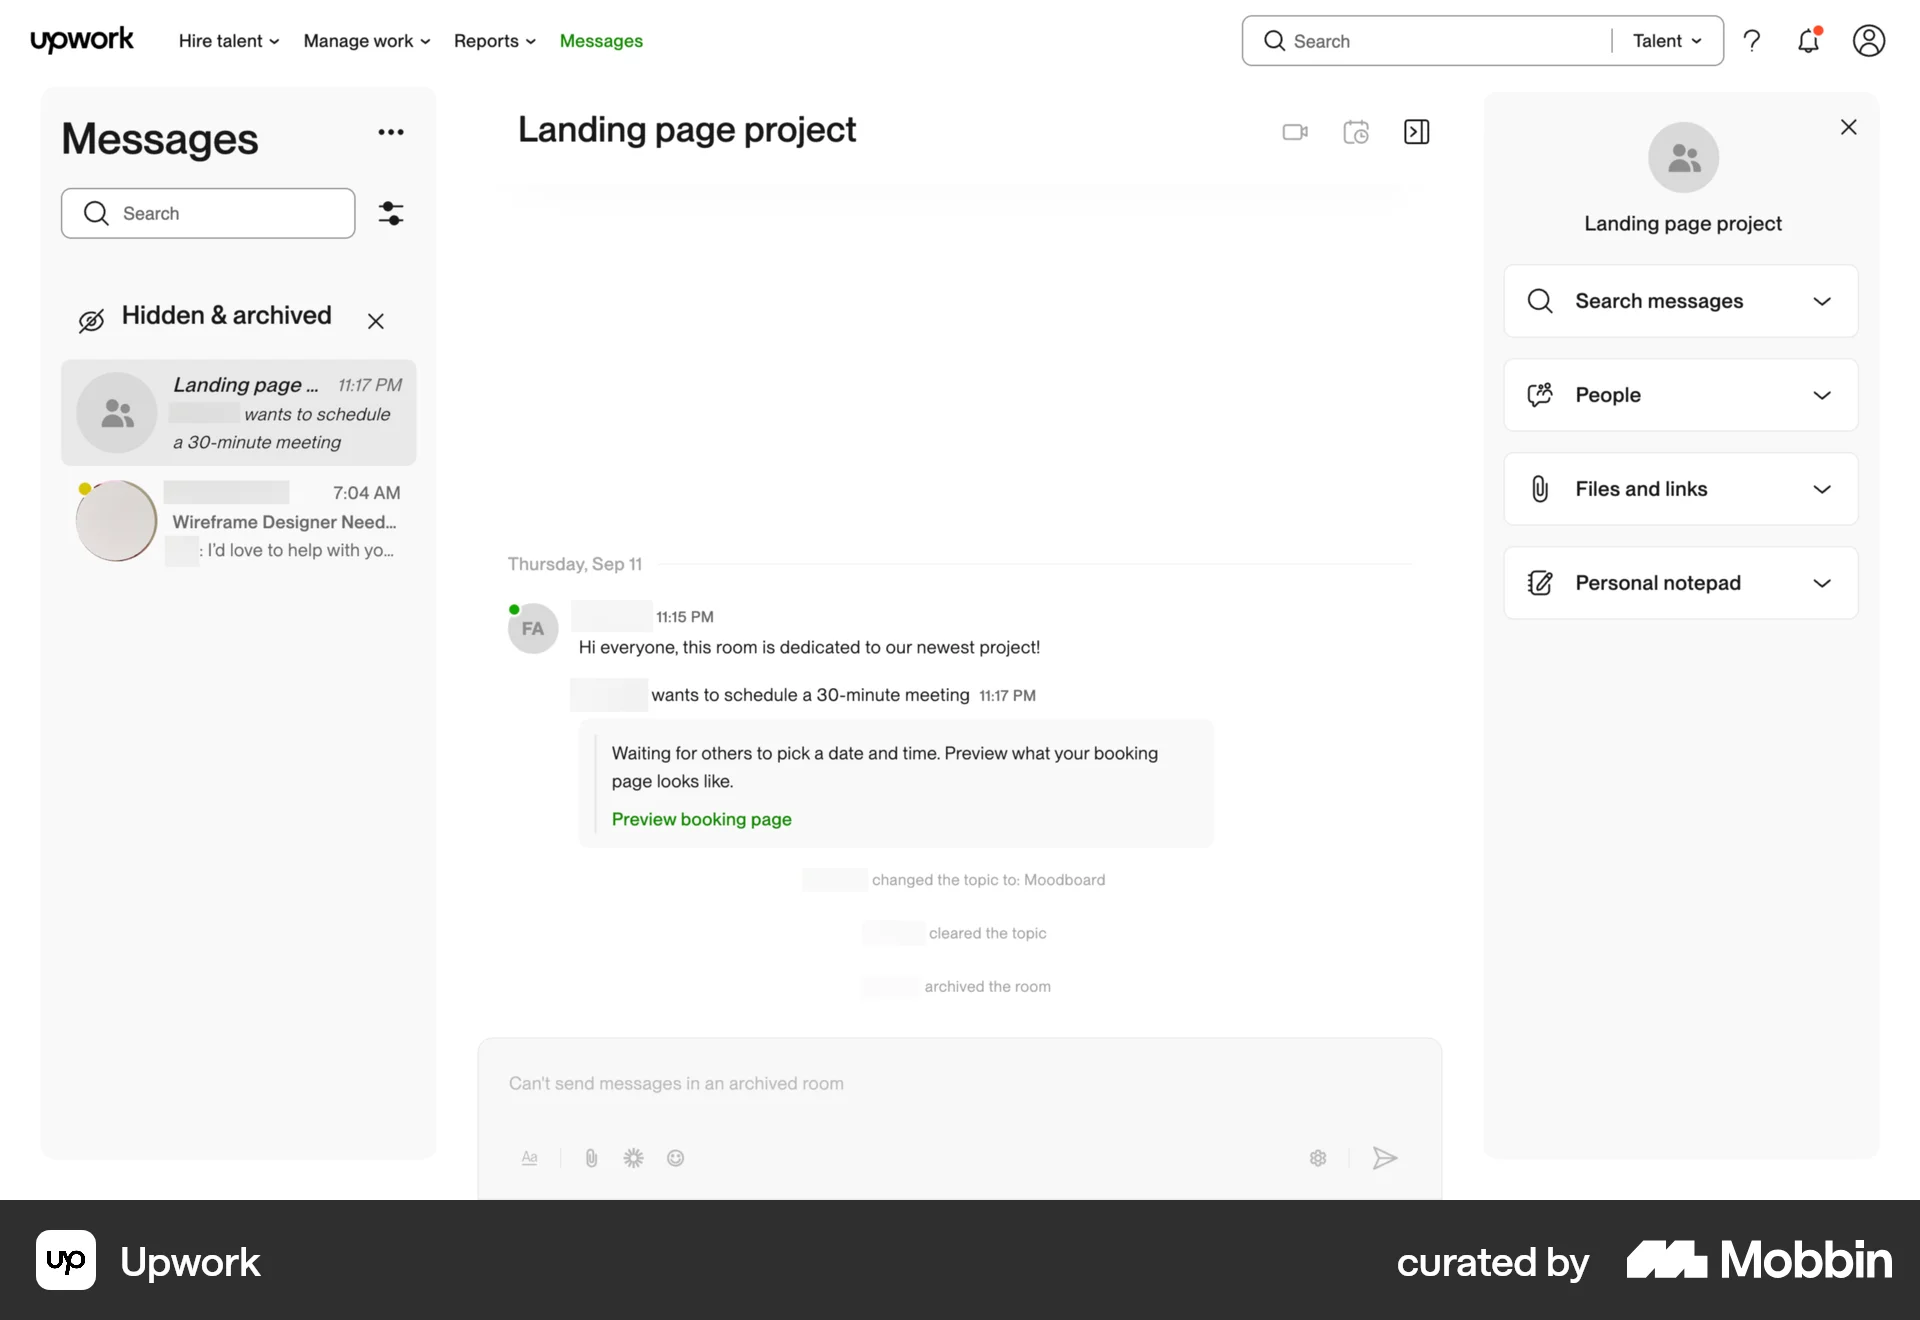 upwork
Hire talent
Manage work
Reports
Messages
Search
Talent
Messages
Search
Hidden & archived
Landing page ...
11:17 PM
wants to schedule
a 30-minute meeting
7:04 AM
Wireframe Designer Need...
: I'd love to help with yo...
Landing page project
Thursday, Sep 11
FA
11:15 PM
Hi everyone, this room is dedicated to our newest project!
wants to schedule a 30-minute meeting 11:17 PM
Waiting for others to pick a date and time. Preview what your booking
page looks like.
Preview booking page
changed the topic to: Moodboard
cleared the topic
archived the room
Can't send messages in an archived room
Aa
Landing page project
Search messages
People
Files and links
Personal notepad
up
Upwork
curated by
Mobbin